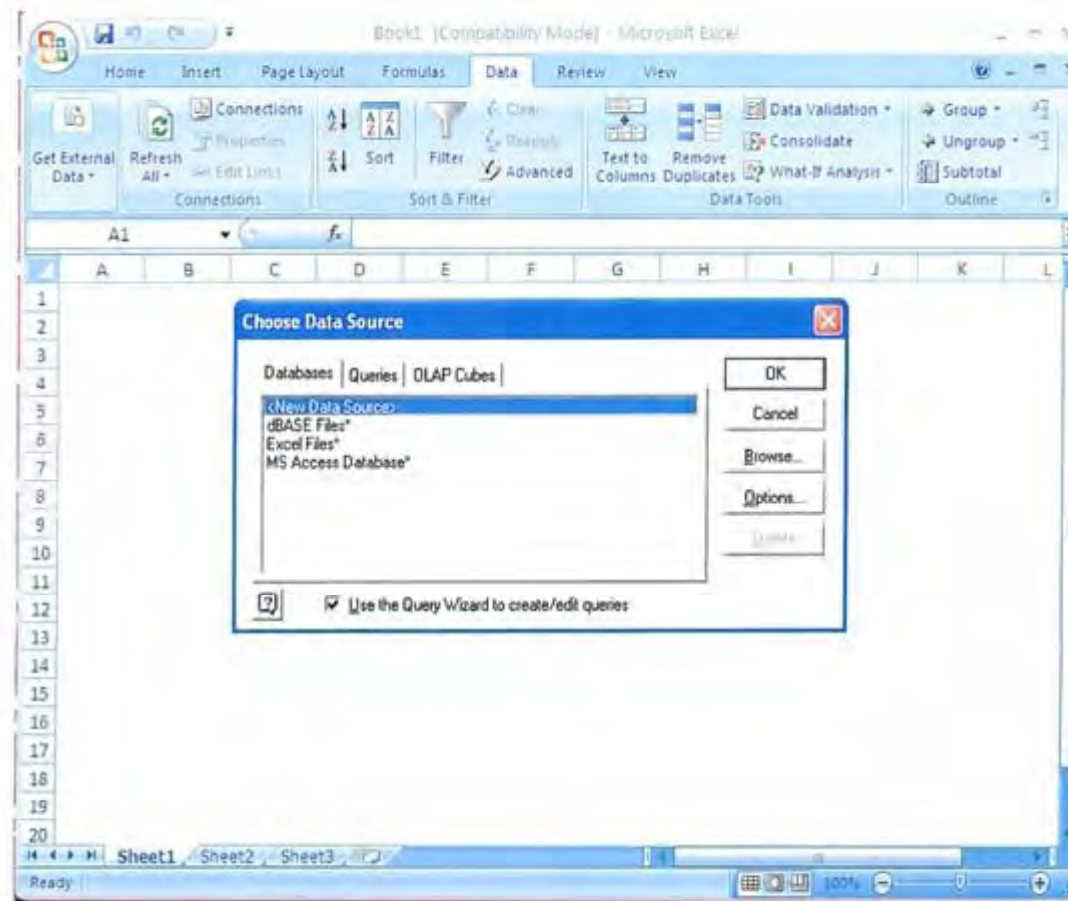 Book1 [Compatibility Mode] - Microsoft Excel
Home Insert Page Layout Formulas Data Review View
Get External Data
Refresh All
Connections
Properties
Edit Links
Connections
Sort
Filter
Clear
Reapply
Advanced
Sort & Filter
Text to Columns
Remove Duplicates
Data Validation
Consolidate
What-If Analysis
Data Tools
Group
Ungroup
Subtotal
Outline
A1 fx
A B C D E F G H I J K L
1
2
3
4
5
6
7
8
9
10
11
12
13
14
15
16
17
18
19
20
Choose Data Source
Databases Queries OLAP Cubes
<New Data Source>
dBASE Files*
Excel Files*
MS Access Database*
OK
Cancel
Browse...
Options...
Delete
Use the Query Wizard to create/edit queries
Sheet1 Sheet2 Sheet3
Ready 100%